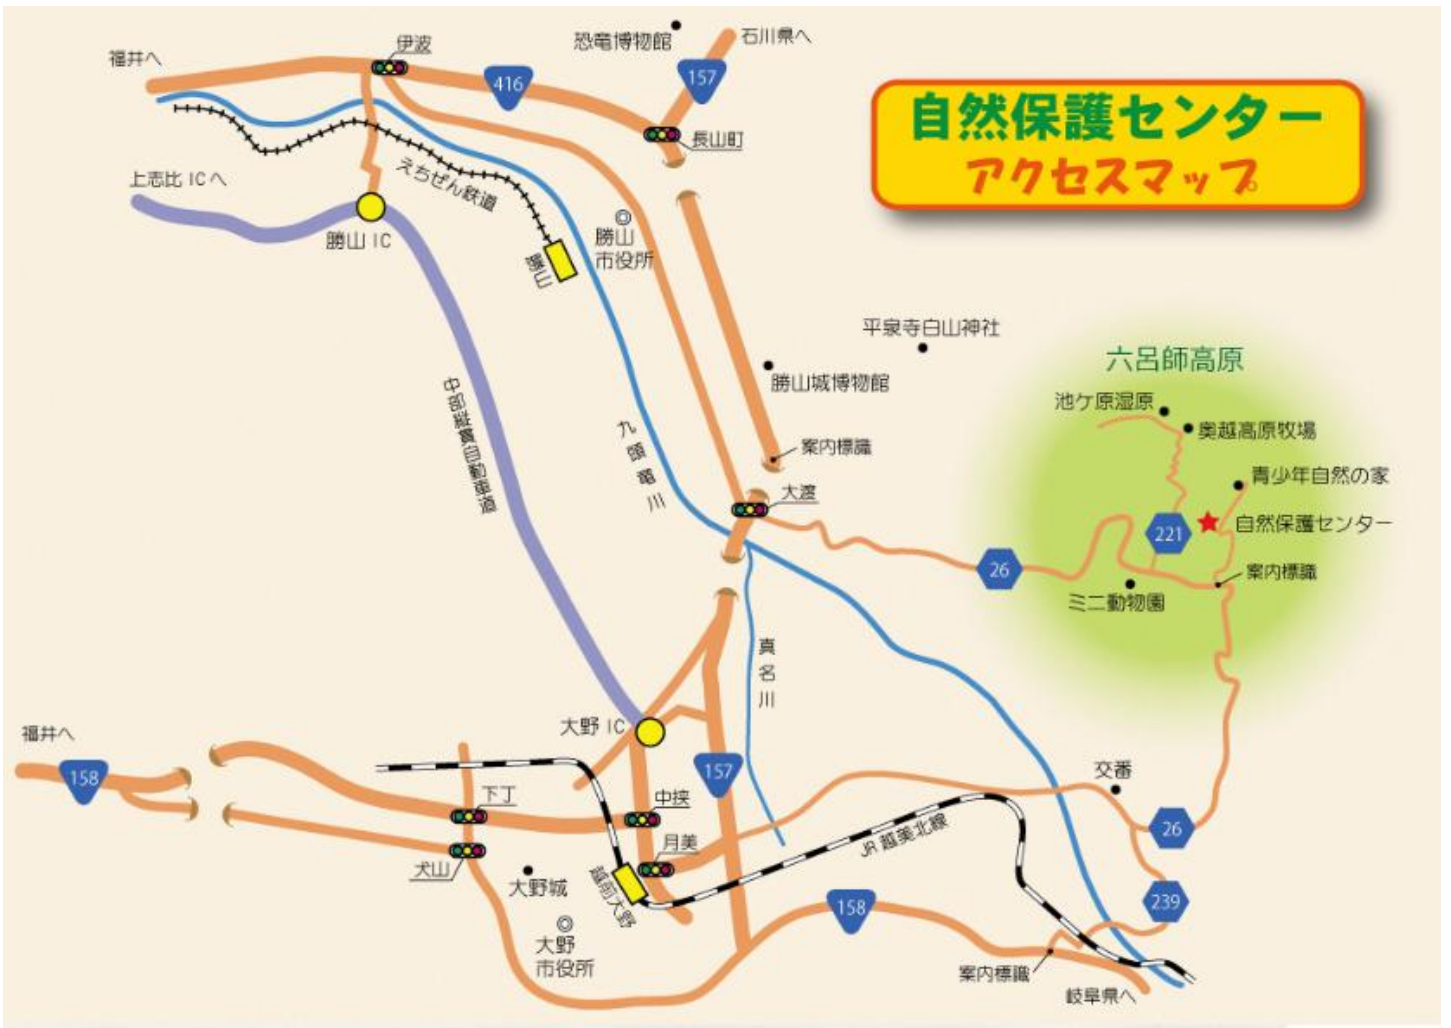 自然保護センター
アクセスマップ
福井へ
伊波
416
恐竜博物館
石川県へ
157
長山町
上志比 ICへ
えちぜん鉄道
勝山 IC
勝山
勝山
市役所
平泉寺白山神社
勝山城博物館
中部縦貫自動車道
九頭竜川
案内標識
大渡
六呂師高原
池ケ原湿原
奥越高原牧場
青少年自然の家
221
自然保護センター
26
案内標識
ミニ動物園
真名川
大野 IC
福井へ
158
157
下丁
中挟
月美
犬山
大野城
越前大野
大野
市役所
JR 越美北線
交番
26
239
158
案内標識
岐阜県へ